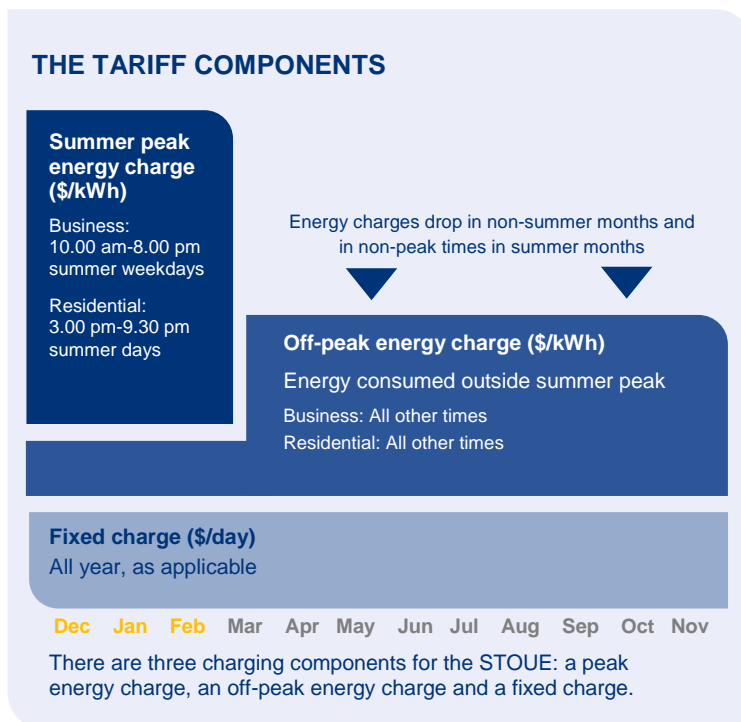 THE TARIFF COMPONENTS
Summer peak
energy charge
($/kWh)
Business:
10.00 am-8.00 pm
summer weekdays
Residential:
3.00 pm-9.30 pm
summer days
Energy charges drop in non-summer months and
in non-peak times in summer months
Off-peak energy charge ($/kWh)
Energy consumed outside summer peak
Business: All other times
Residential: All other times
Fixed charge ($/day)
All year, as applicable
Dec Jan Feb Mar Apr May Jun Jul Aug Sep Oct Nov
There are three charging components for the STOUE: a peak
energy charge, an off-peak energy charge and a fixed charge.